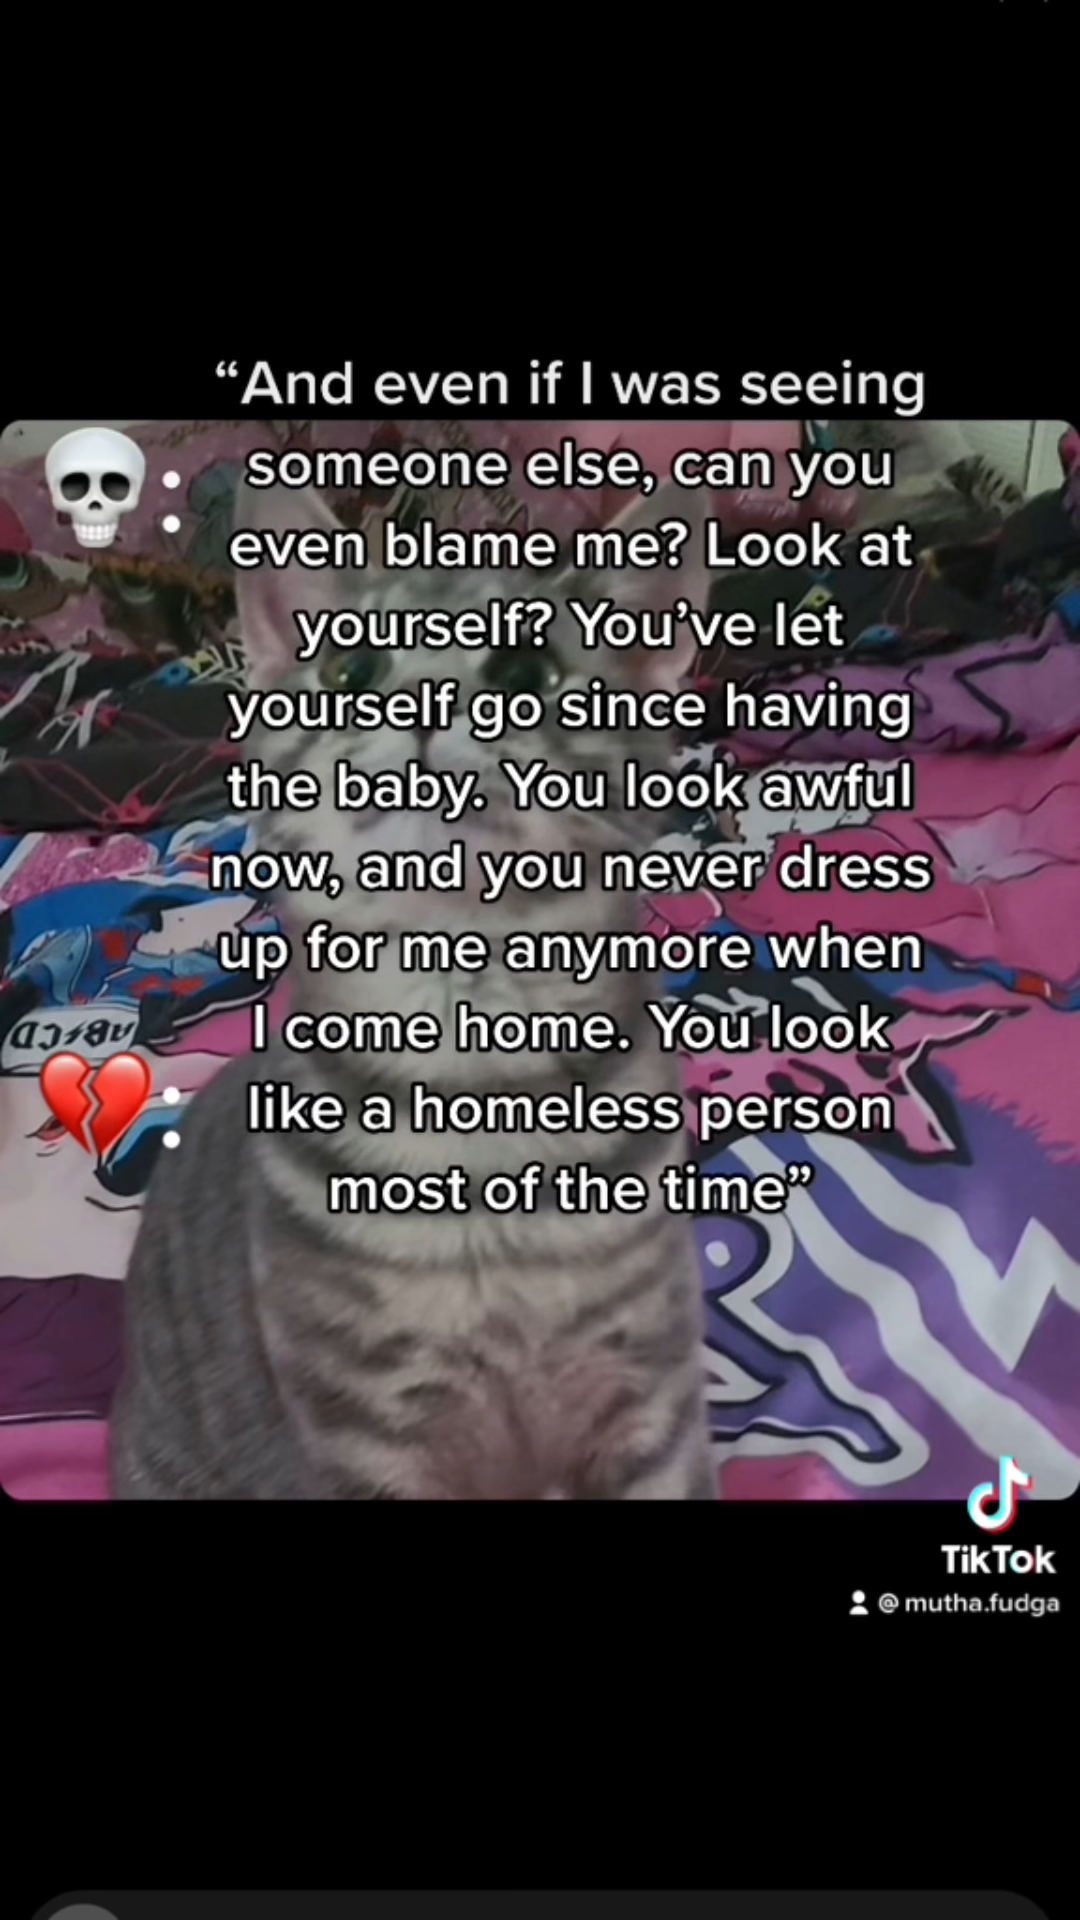 “And even if I was seeing
💀: someone else, can you
even blame me? Look at
yourself? You’ve let
yourself go since having
the baby. You look awful
now, and you never dress
up for me anymore when
I come home. You look
💔: like a homeless person
most of the time”
TikTok
@mutha.fudga